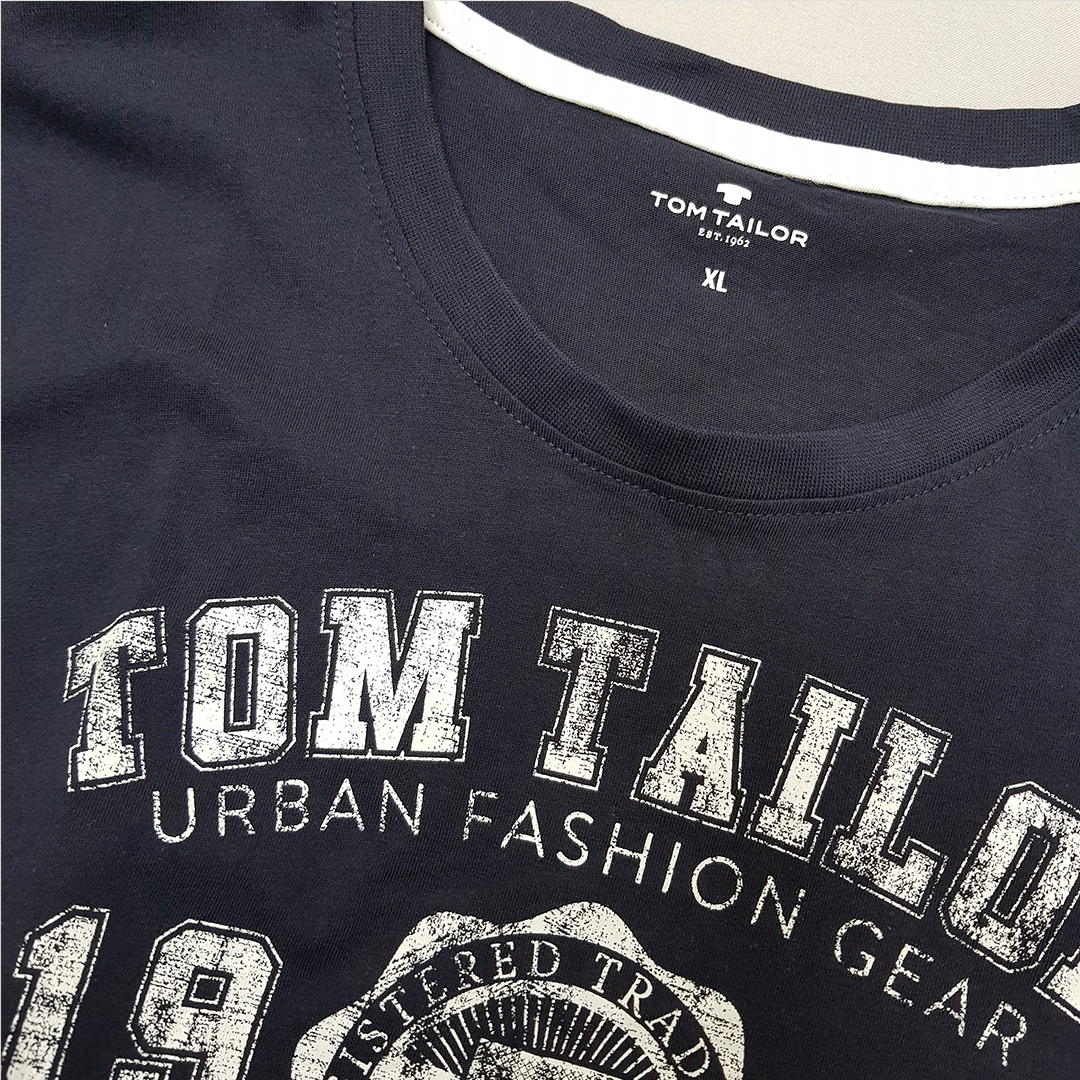 TOM TAILOR
EST. 1962
XL
TOM TAILO
URBAN FASHION GEAR
19
ISTERED TRAD